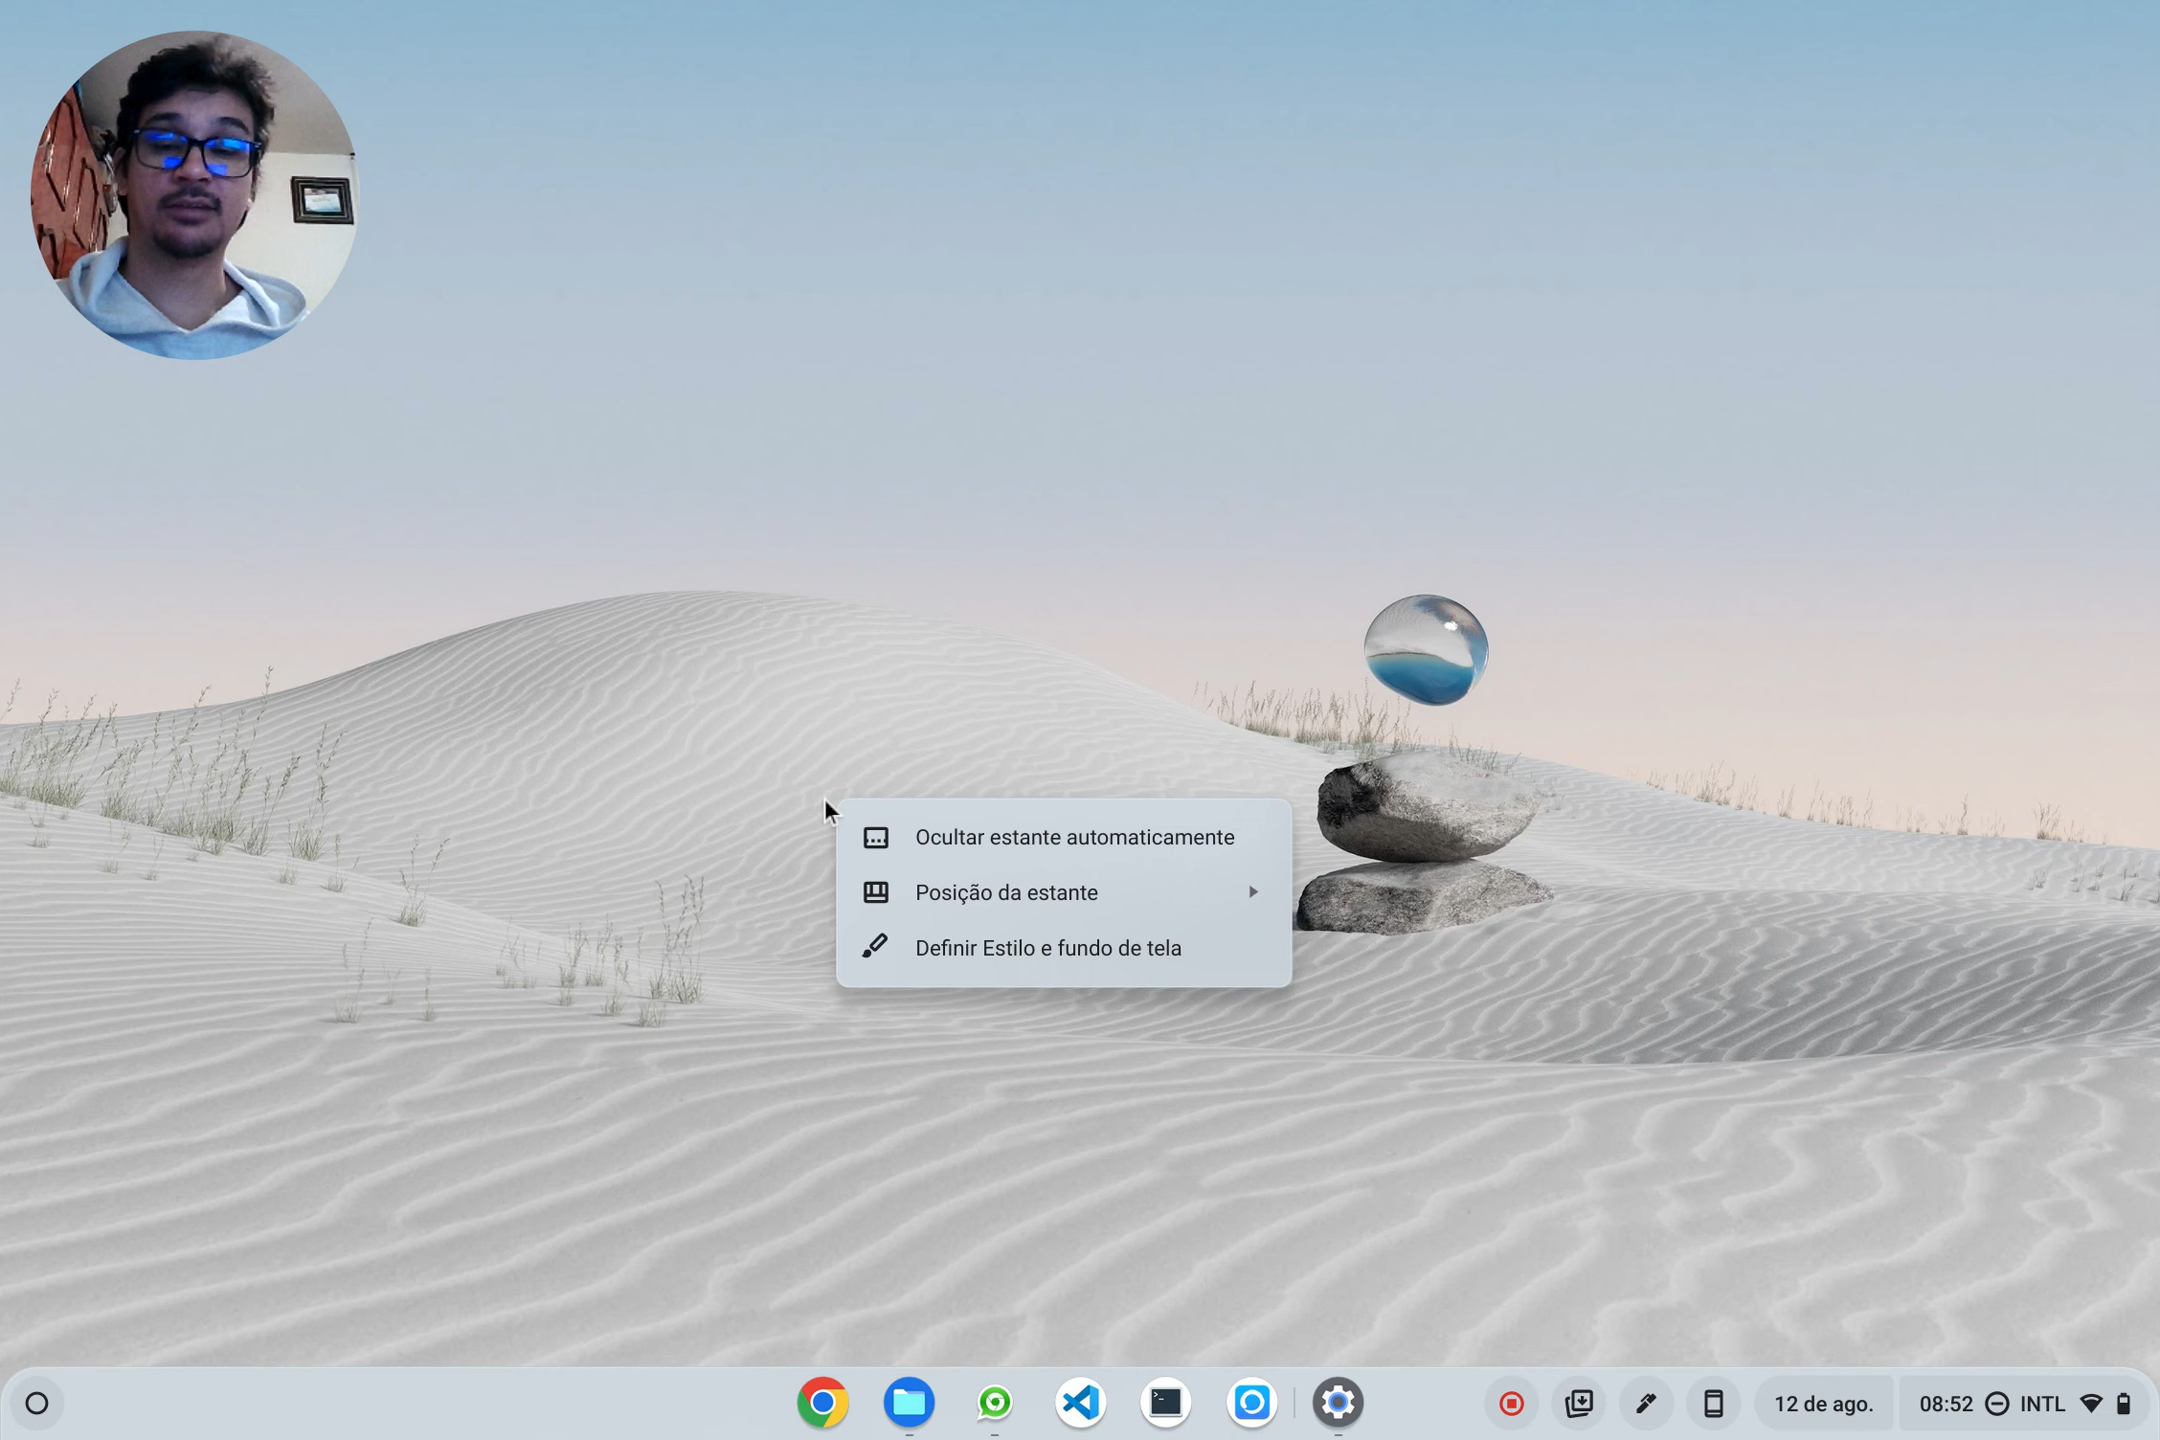 Ocultar estante automaticamente
Posição da estante
Definir Estilo e fundo de tela
12 de ago.
08:52 INTL